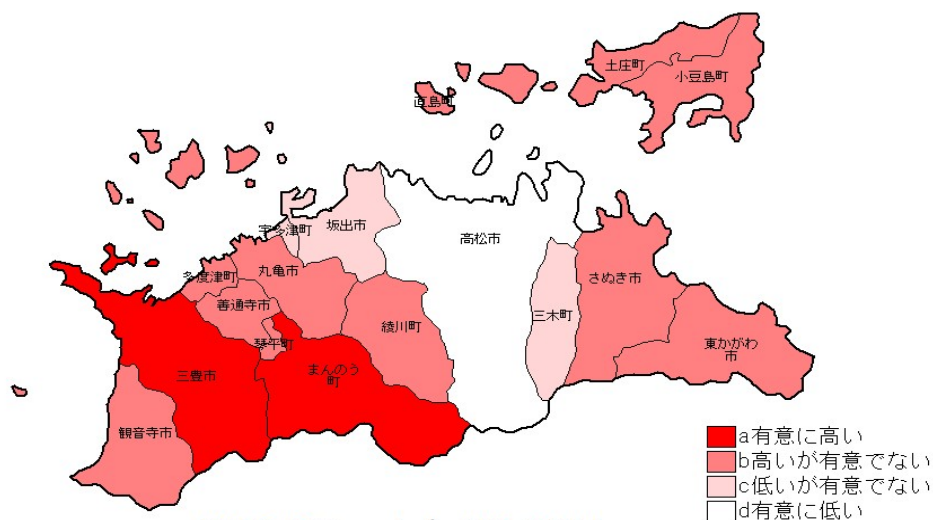 土庄町
小豆島町
直島町
宇多津町
坂出市
高松市
丸亀市
多度津町
さぬき市
善通寺市
三木町
綾川町
琴平町
東かがわ
市
まんのう
町
三豊市
観音寺市
a有意に高い
b高いが有意でない
c低いが有意でない
d有意に低い